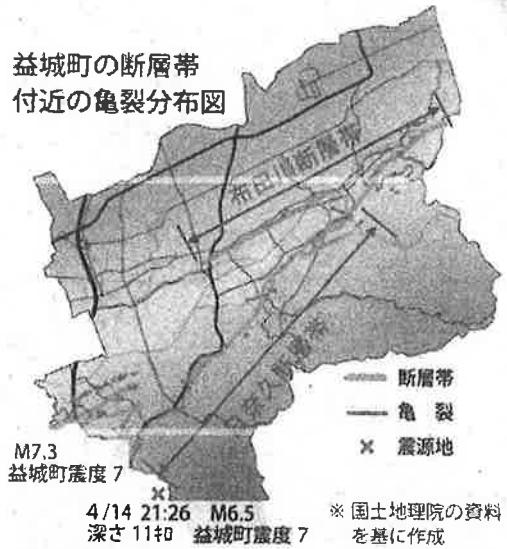 益城町の断層帯
付近の亀裂分布図
布田川断層帯
日奈久断層帯
断層帯
亀裂
震源地
M7.3
益城町震度 7
4/14 21:26 M6.5
深さ 11キロ 益城町震度 7
※ 国土地理院の資料
を基に作成